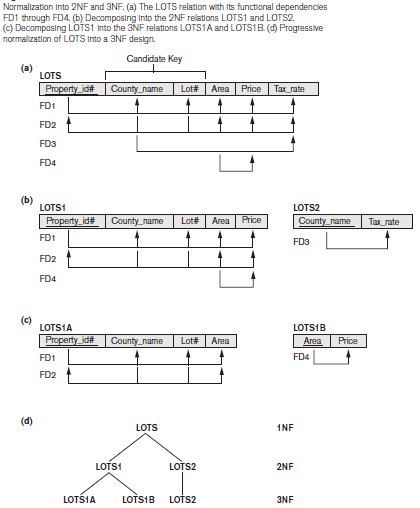 Normalization into 2NF and 3NF. (a) The LOTS relation with its functional dependencies
FD1 through FD4. (b) Decomposing into the 2NF relations LOTS1 and LOTS2.
(c) Decomposing LOTS1 into the 3NF relations LOTS1A and LOTS1B. (d) Progressive
normalization of LOTS into a 3NF design.
Candidate Key
(a)
LOTS
Property_id# County_name Lot# Area Price Tax_rate
FD1
FD2
FD3
FD4
(b)
LOTS1
Property_id# County_name Lot# Area Price
FD1
FD2
FD4
LOTS2
County_name Tax_rate
FD3
(c)
LOTS1A
Property_id# County_name Lot# Area
FD1
FD2
LOTS1B
Area Price
FD4
(d)
LOTS 1NF
LOTS1 LOTS2 2NF
LOTS1A LOTS1B LOTS2 3NF